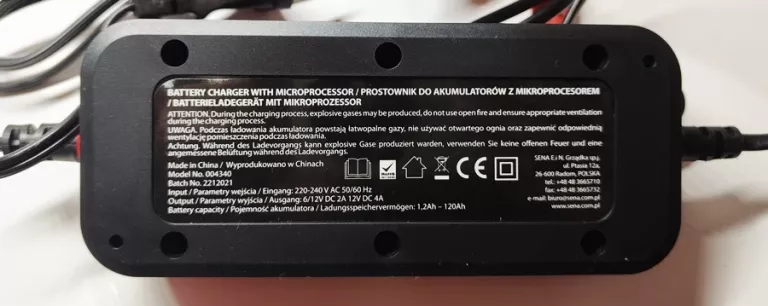 BATTERY CHARGER WITH MICROPROCESSOR / PROSTOWNIK DO AKUMULATORÓW Z MIKROPROCESOREM
/ BATTERIELADEGERÄT MIT MIKROPROZESSOR
ATTENTION. During the charging process, explosive gases may be produced, do not use open fire and ensure appropriate ventilation
during the charging process.
UWAGA. Podczas ładowania akumulatora powstają łatwopalne gazy, nie używać otwartego ognia oraz zapewnić odpowiednią
wentylację pomieszczenia podczas ładowania.
Achtung. Während des Ladevorgangs kann explosive Gase produziert warden, verwenden Sie keine offenen Feuer und eine
angemessene Belüftung während des Ladevorgangs.
Made in China / Wyprodukowano w Chinach
Model No. 004340
Batch No. 2212021
Input / Parametry wejścia / Eingang: 220-240 V AC 50/60 Hz
Output / Parametry wyjścia / Ausgang: 6/12V DC 2A 12V DC 4A
Battery capacity / Pojemność akumulatora / Ladungsspeichervermögen: 1,2Ah – 120Ah
CE
SENA E.i N. Grządka sp.j.
ul. Ptasia 12a,
26-600 Radom, POLSKA
tel.: +48 48 3665710
fax: +48 48 3665732
e-mail: biuro@sena.com.pl